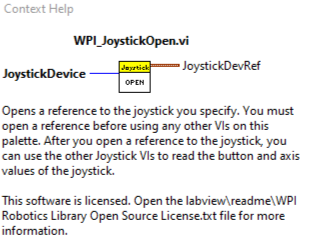 Context Help
WPI_JoystickOpen.vi
JoystickDevice
Joystick
OPEN
JoystickDevRef
Opens a reference to the joystick you specify. You must
open a reference before using any other VIs on this
palette. After you open a reference to the joystick, you
can use the other Joystick VIs to read the button and axis
values of the joystick.
This software is licensed. Open the labview\readme\WPI
Robotics Library Open Source License.txt file for more
information.